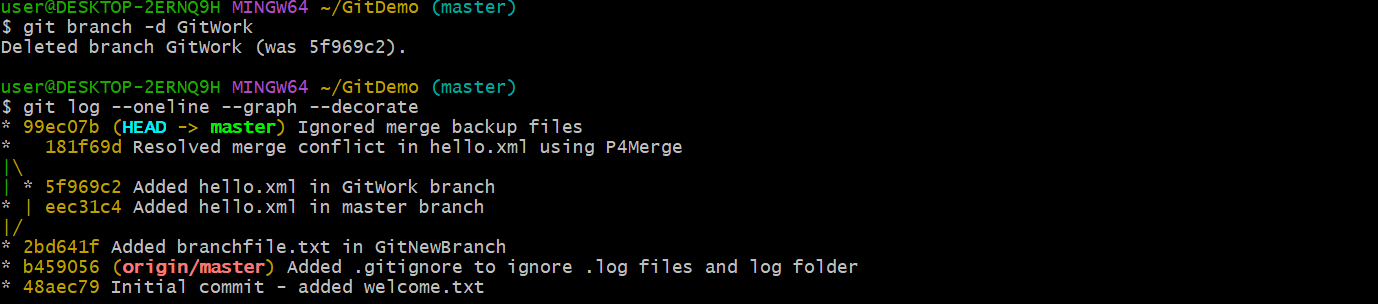 user@DESKTOP-2ERNQ9H MINGW64 ~/GitDemo (master)
$ git branch -d GitWork
Deleted branch GitWork (was 5f969c2).
user@DESKTOP-2ERNQ9H MINGW64 ~/GitDemo (master)
$ git log --oneline --graph --decorate
* 99ec07b (HEAD -> master) Ignored merge backup files
*   181f69d Resolved merge conflict in hello.xml using P4Merge
|\
| * 5f969c2 Added hello.xml in GitWork branch
* | eec31c4 Added hello.xml in master branch
|/
* 2bd641f Added branchfile.txt in GitNewBranch
* b459056 (origin/master) Added .gitignore to ignore .log files and log folder
* 48aec79 Initial commit - added welcome.txt